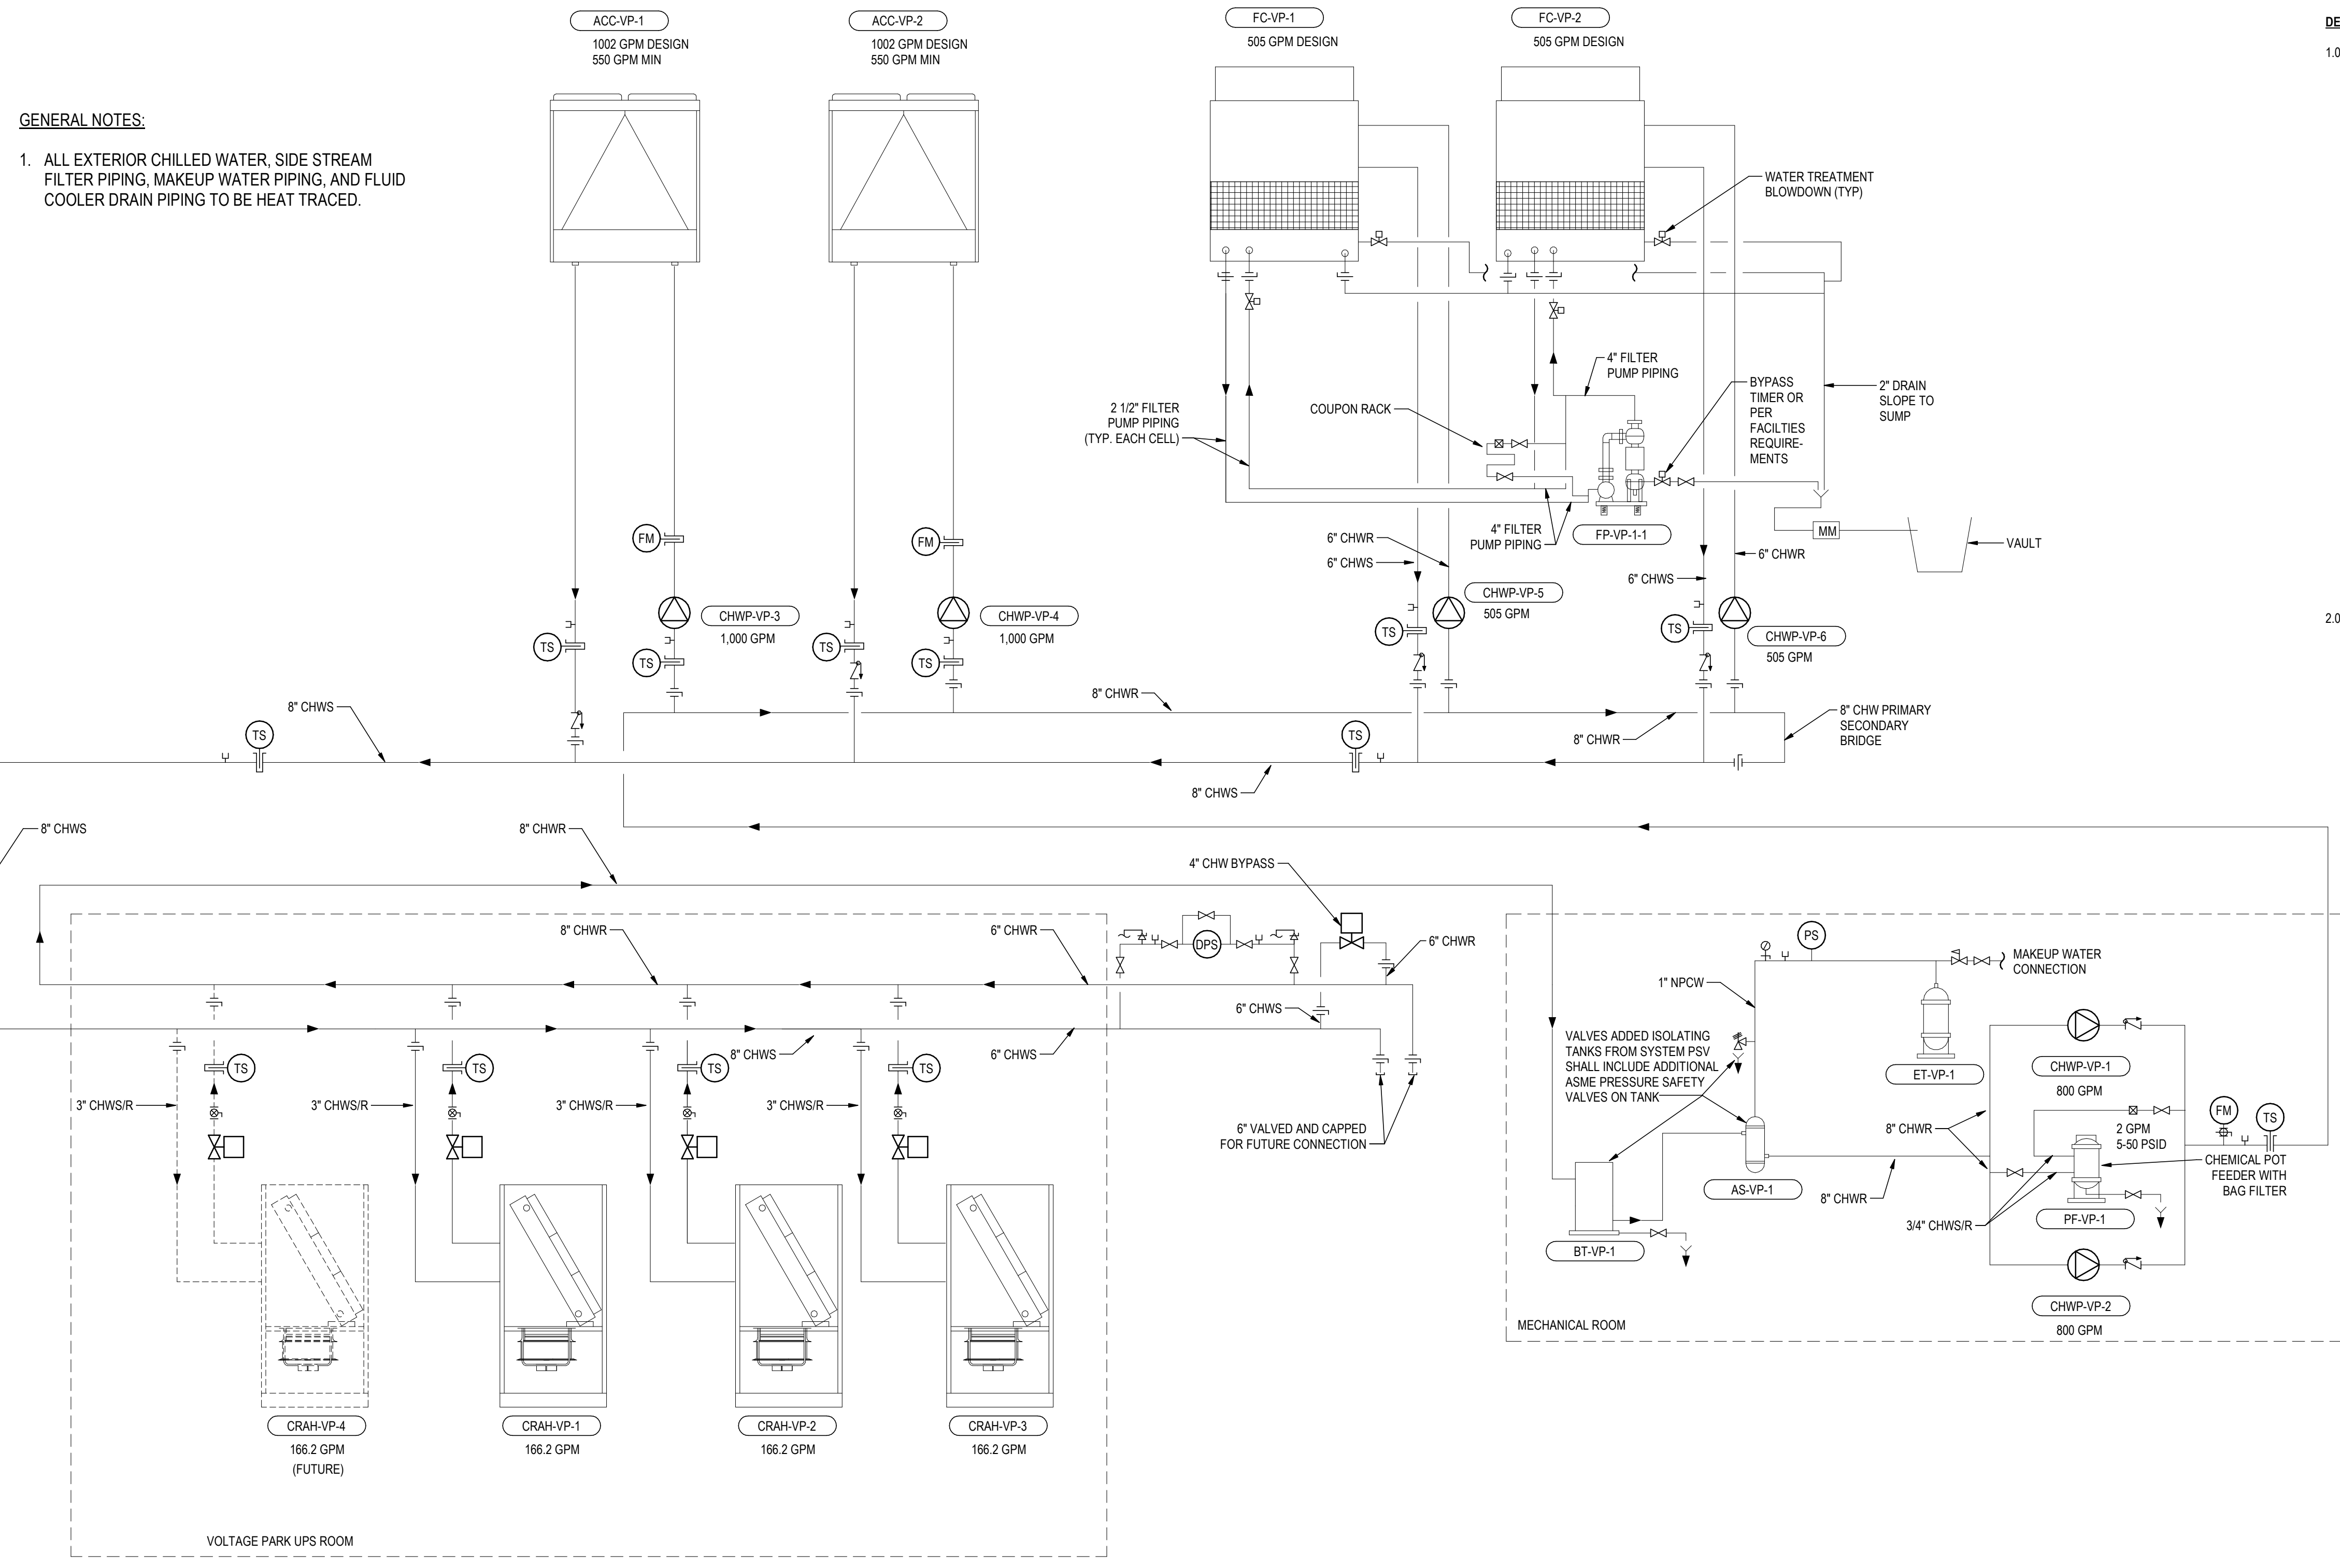 ACC-VP-1
1002 GPM DESIGN
550 GPM MIN
ACC-VP-2
1002 GPM DESIGN
550 GPM MIN
FC-VP-1
505 GPM DESIGN
FC-VP-2
505 GPM DESIGN
DE
1.0
GENERAL NOTES:
1. ALL EXTERIOR CHILLED WATER, SIDE STREAM
FILTER PIPING, MAKEUP WATER PIPING, AND FLUID
COOLER DRAIN PIPING TO BE HEAT TRACED.
WATER TREATMENT
BLOWDOWN (TYP)
4" FILTER
PUMP PIPING
BYPASS
TIMER OR
PER
FACILTIES
REQUIRE-
MENTS
2" DRAIN
SLOPE TO
SUMP
2 1/2" FILTER
PUMP PIPING
(TYP. EACH CELL)
COUPON RACK
4" FILTER
PUMP PIPING
FP-VP-1-1
MM
VAULT
FM
FM
6" CHWR
6" CHWS
6" CHWR
6" CHWS
CHWP-VP-3
1,000 GPM
CHWP-VP-4
1,000 GPM
CHWP-VP-5
505 GPM
CHWP-VP-6
505 GPM
2.0
TS
TS
TS
TS
TS
TS
8" CHWS
TS
8" CHWR
TS
8" CHWR
8" CHW PRIMARY
SECONDARY
BRIDGE
8" CHWS
8" CHWS
8" CHWR
4" CHW BYPASS
8" CHWR
6" CHWR
DPS
6" CHWR
PS
MAKEUP WATER
CONNECTION
1" NPCW
6" CHWS
8" CHWS
6" CHWS
TS
TS
TS
TS
3" CHWS/R
3" CHWS/R
3" CHWS/R
3" CHWS/R
VALVES ADDED ISOLATING
TANKS FROM SYSTEM PSV
SHALL INCLUDE ADDITIONAL
ASME PRESSURE SAFETY
VALVES ON TANK
ET-VP-1
CHWP-VP-1
800 GPM
6" VALVED AND CAPPED
FOR FUTURE CONNECTION
8" CHWR
2 GPM
5-50 PSID
FM
TS
CHEMICAL POT
FEEDER WITH
BAG FILTER
AS-VP-1
8" CHWR
3/4" CHWS/R
PF-VP-1
BT-VP-1
CHWP-VP-2
800 GPM
MECHANICAL ROOM
CRAH-VP-4
166.2 GPM
(FUTURE)
CRAH-VP-1
166.2 GPM
CRAH-VP-2
166.2 GPM
CRAH-VP-3
166.2 GPM
VOLTAGE PARK UPS ROOM